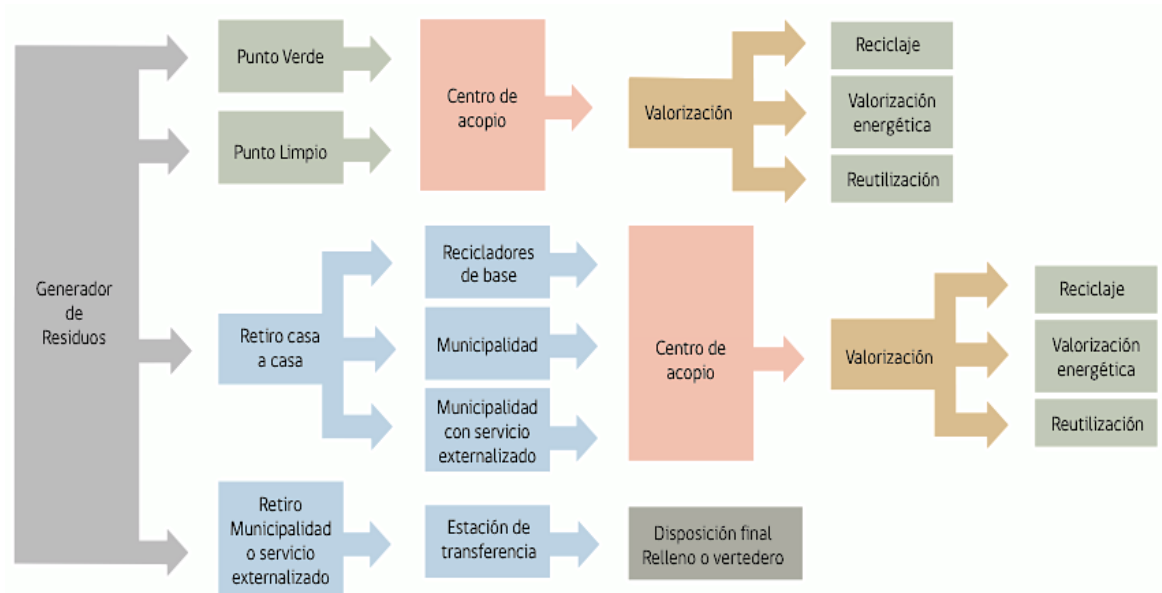 Generador
de
Residuos
Punto Verde
Punto Limpio
Centro de
acopio
Valorización
Reciclaje
Valorización
energética
Reutilización
Retiro casa
a casa
Recicladores
de base
Municipalidad
Municipalidad
con servicio
externalizado
Centro de
acopio
Valorización
Reciclaje
Valorización
energética
Reutilización
Retiro
Municipalidad
o servicio
externalizado
Estación de
transferencia
Disposición final
Relleno o vertedero